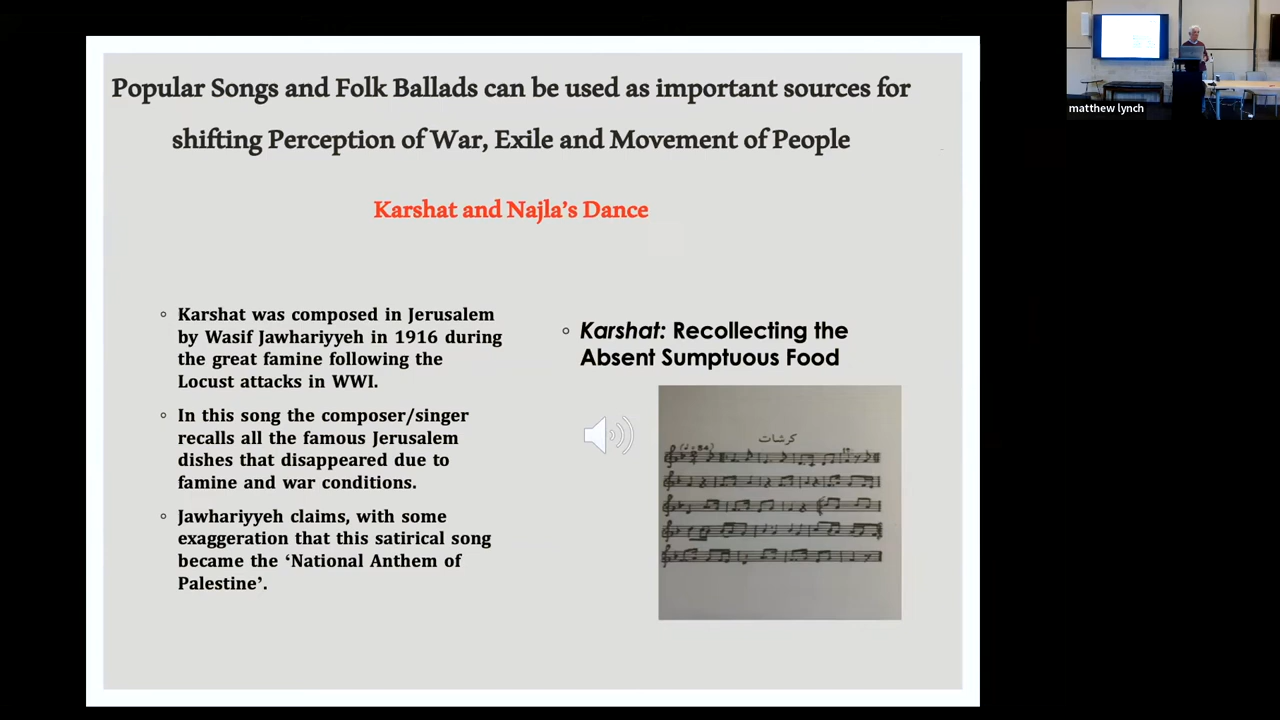 Popular Songs and Folk Ballads can be used as important sources for
shifting Perception of War, Exile and Movement of People
Karshat and Najla's Dance
Karshat was composed in Jerusalem
by Wasif Jawhariyyeh in 1916 during
the great famine following the
Locust attacks in WWI.
In this song the composer/singer
recalls all the famous Jerusalem
dishes that disappeared due to
famine and war conditions.
Jawhariyyeh claims, with some
exaggeration that this satirical song
became the ‘National Anthem of
Palestine’.
Karshat: Recollecting the
Absent Sumptuous Food
كرشات
matthew lynch